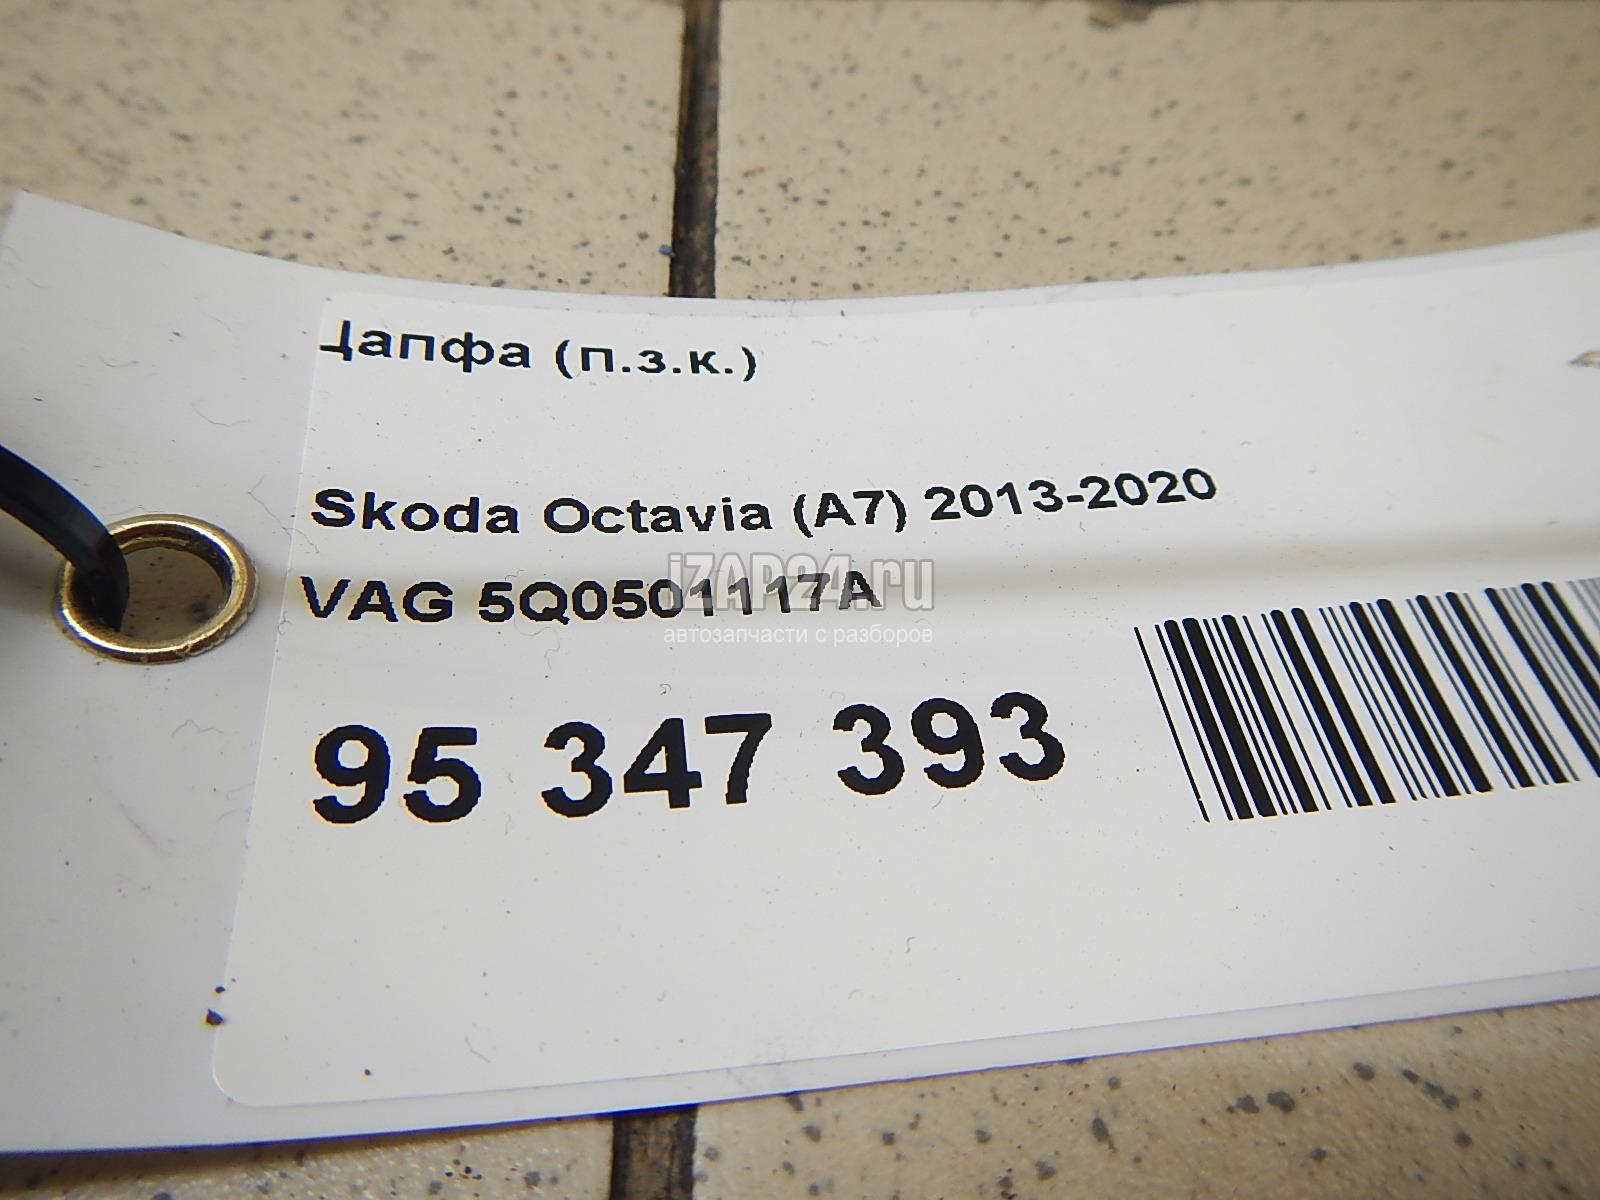 Цапфа (п.з.к.)
Skoda Octavia (A7) 2013-2020
VAG 5Q0501117A
iZAP24.ru
автозапчасти с разборов
95 347 393